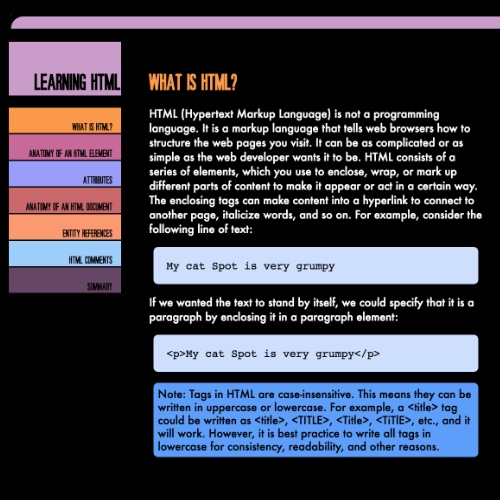 LEARNING HTML
WHAT IS HTML?
ANATOMY OF AN HTML ELEMENT
ATTRIBUTES
ANATOMY OF AN HTML DOCUMENT
ENTITY REFERENCES
HTML COMMENTS
SUMMARY
WHAT IS HTML?
HTML (Hypertext Markup Language) is not a programming
language. It is a markup language that tells web browsers how to
structure the web pages you visit. It can be as complicated or as
simple as the web developer wants it to be. HTML consists of a
series of elements, which you use to enclose, wrap, or mark up
different parts of content to make it appear or act in a certain way.
The enclosing tags can make content into a hyperlink to connect to
another page, italicize words, and so on. For example, consider the
following line of text:
My cat Spot is very grumpy
If we wanted the text to stand by itself, we could specify that it is a
paragraph by enclosing it in a paragraph element:
<p>My cat Spot is very grumpy</p>
Note: Tags in HTML are case-insensitive. This means they can be
written in uppercase or lowercase. For example, a <title> tag
could be written as <title>, <TITLE>, <Title>, <TiTlE>, etc., and it
will work. However, it is best practice to write all tags in
lowercase for consistency, readability, and other reasons.